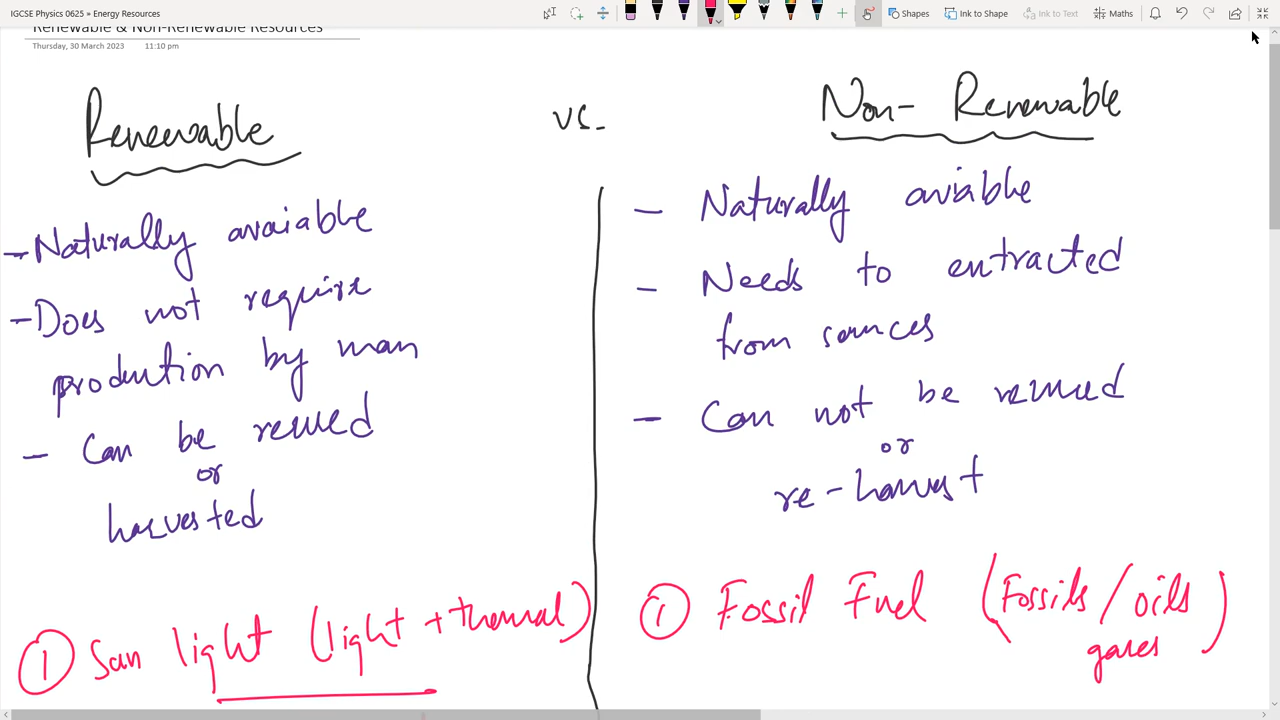 IGCSE Physics 0625 » Energy Resources
Shapes Ink to Shape Ink to Text Maths
Renewable & Non-Renewable Resources
Thursday, 30 March 2023 11:10 pm
Renewable vs. Non- Renewable
- Naturally avaiable
- Does not require
production by man
- Can be reused
or
harvested
① Sun light (light + thermal)
- Naturally aviable
- Needs to extracted
from sources
- Can not be reused
or
re-harvest
① Fossil Fuel (Fossils / oils
gases)